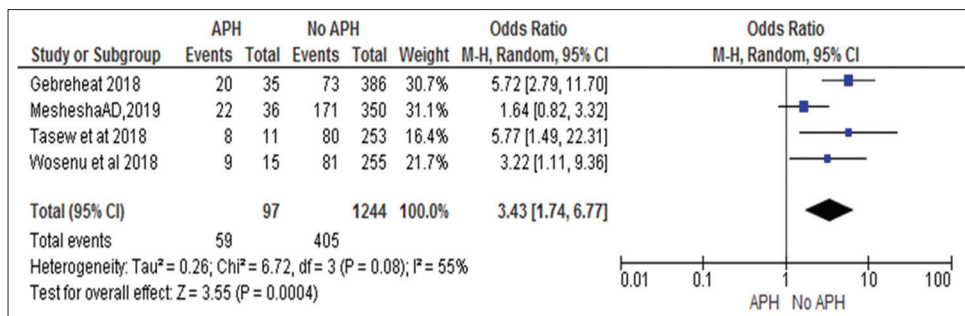 APH No APH Odds Ratio Odds Ratio
Study or Subgroup Events Total Events Total Weight M-H, Random, 95% CI M-H, Random, 95% CI
Gebreheat 2018 20 35 73 386 30.7% 5.72 [2.79, 11.70]
MesheshaAD,2019 22 36 171 350 31.1% 1.64 [0.82, 3.32]
Tasew et at 2018 8 11 80 253 16.4% 5.77 [1.49, 22.31]
Wosenu et al 2018 9 15 81 255 21.7% 3.22 [1.11, 9.36]
Total (95% CI) 97 1244 100.0% 3.43 [1.74, 6.77]
Total events 59 405
Heterogeneity: Tau² = 0.26; Chi² = 6.72, df = 3 (P = 0.08); I² = 55%
Test for overall effect: Z = 3.55 (P = 0.0004)
0.01 0.1 1 10 100
APH No APH